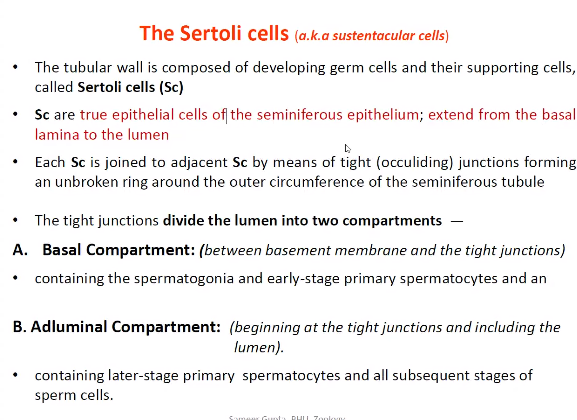 The Sertoli cells (a.k.a sustentacular cells)
• The tubular wall is composed of developing germ cells and their supporting cells,
called Sertoli cells (Sc)
• Sc are true epithelial cells of the seminiferous epithelium; extend from the basal
lamina to the lumen
• Each Sc is joined to adjacent Sc by means of tight (occuliding) junctions forming
an unbroken ring around the outer circumference of the seminiferous tubule
• The tight junctions divide the lumen into two compartments —
A. Basal Compartment: (between basement membrane and the tight junctions)
• containing the spermatogonia and early-stage primary spermatocytes and an
B. Adluminal Compartment: (beginning at the tight junctions and including the
lumen).
• containing later-stage primary spermatocytes and all subsequent stages of
sperm cells.
Sameer Gupta, BHU, Zoology